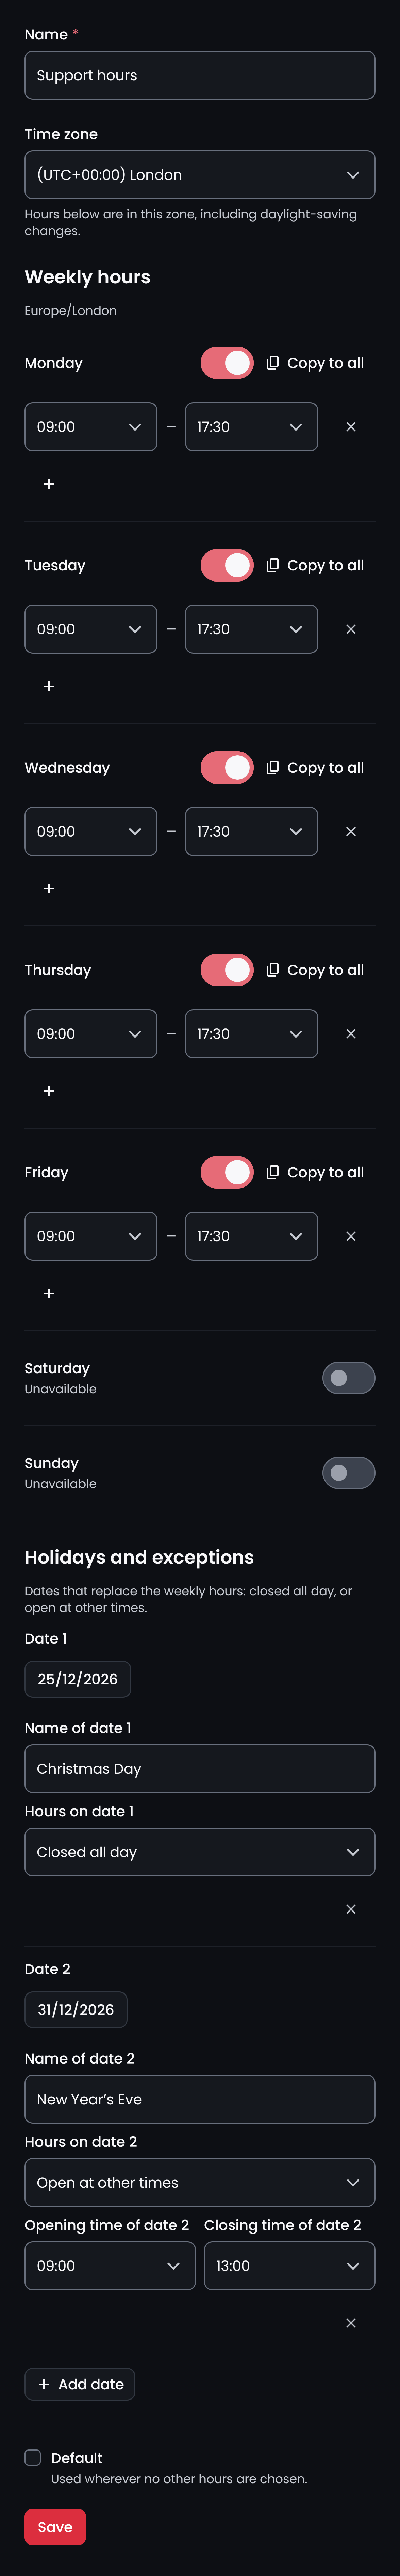 Name *
Support hours
Time zone
(UTC+00:00) London
Hours below are in this zone, including daylight-saving
changes.
Weekly hours
Europe/London
Monday
Copy to all
09:00 – 17:30
Tuesday
Copy to all
09:00 – 17:30
Wednesday
Copy to all
09:00 – 17:30
Thursday
Copy to all
09:00 – 17:30
Friday
Copy to all
09:00 – 17:30
Saturday
Unavailable
Sunday
Unavailable
Holidays and exceptions
Dates that replace the weekly hours: closed all day, or
open at other times.
Date 1
25/12/2026
Name of date 1
Christmas Day
Hours on date 1
Closed all day
Date 2
31/12/2026
Name of date 2
New Year’s Eve
Hours on date 2
Open at other times
Opening time of date 2 Closing time of date 2
09:00 13:00
+ Add date
Default
Used wherever no other hours are chosen.
Save